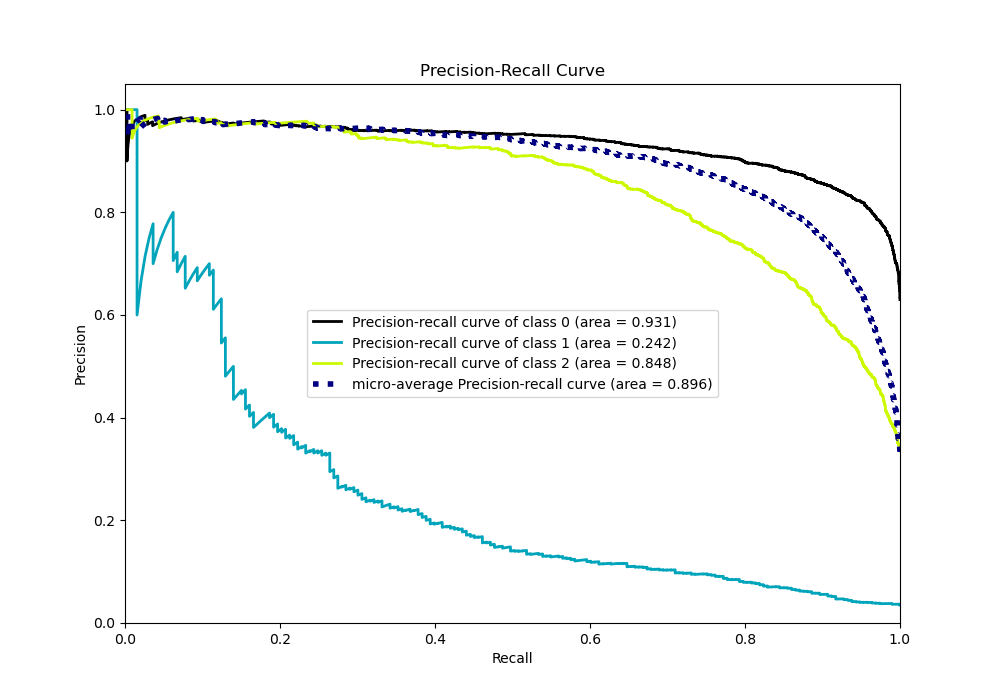 Precision-Recall Curve
1.0
0.8
0.6
0.4
0.2
0.0
Precision
Precision-recall curve of class 0 (area = 0.931)
Precision-recall curve of class 1 (area = 0.242)
Precision-recall curve of class 2 (area = 0.848)
micro-average Precision-recall curve (area = 0.896)
0.0 0.2 0.4 0.6 0.8 1.0
Recall